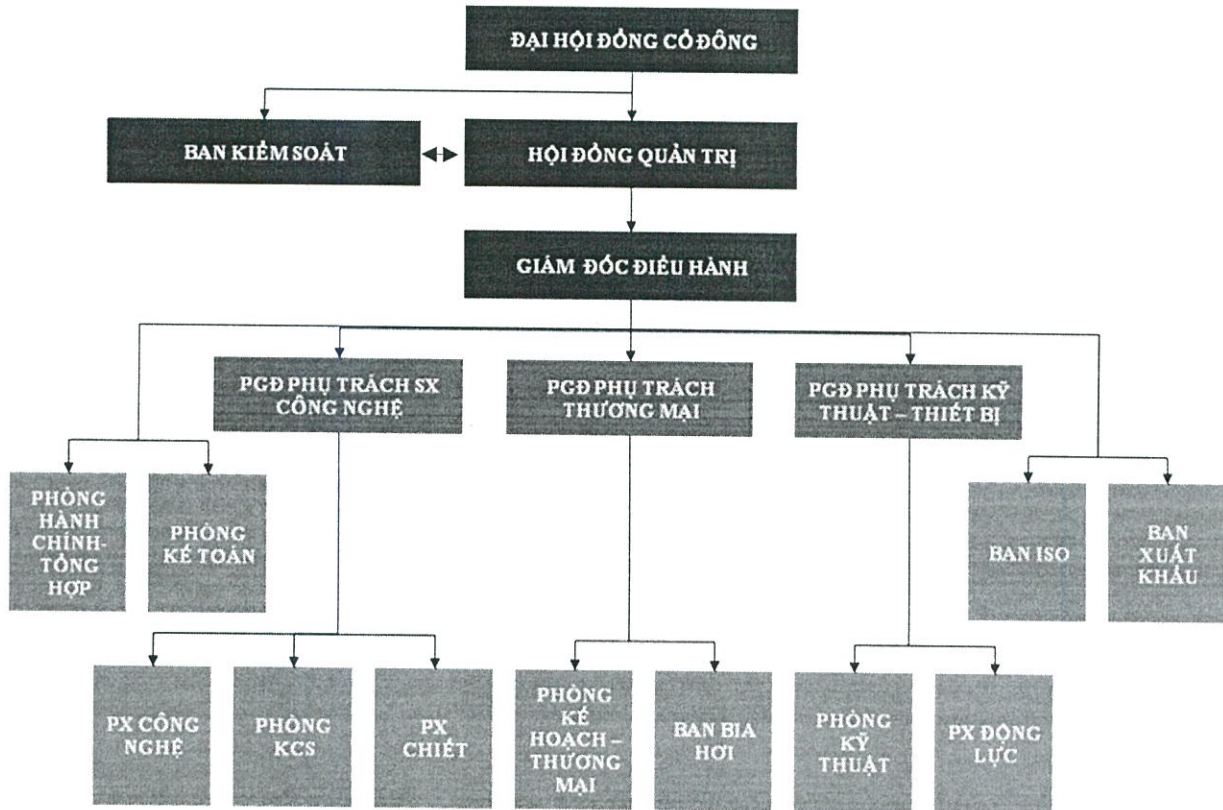 ĐẠI HỘI ĐỒNG CỔ ĐÔNG
BAN KIỂM SOÁT
HỘI ĐỒNG QUẢN TRỊ
GIÁM ĐỐC ĐIỀU HÀNH
PGĐ PHỤ TRÁCH SX
CÔNG NGHỆ
PGĐ PHỤ TRÁCH
THƯƠNG MẠI
PGĐ PHỤ TRÁCH KỸ
THUẬT – THIẾT BỊ
PHÒNG
HÀNH
CHÍNH-
TỔNG
HỢP
PHÒNG
KẾ TOÁN
BAN ISO
BAN
XUẤT
KHẨU
PX CÔNG
NGHỆ
PHÒNG
KCS
PX
CHIẾT
PHÒNG
KẾ
HOẠCH –
THƯƠNG
MẠI
BAN BIA
HƠI
PHÒNG
KỸ
THUẬT
PX ĐỘNG
LỰC